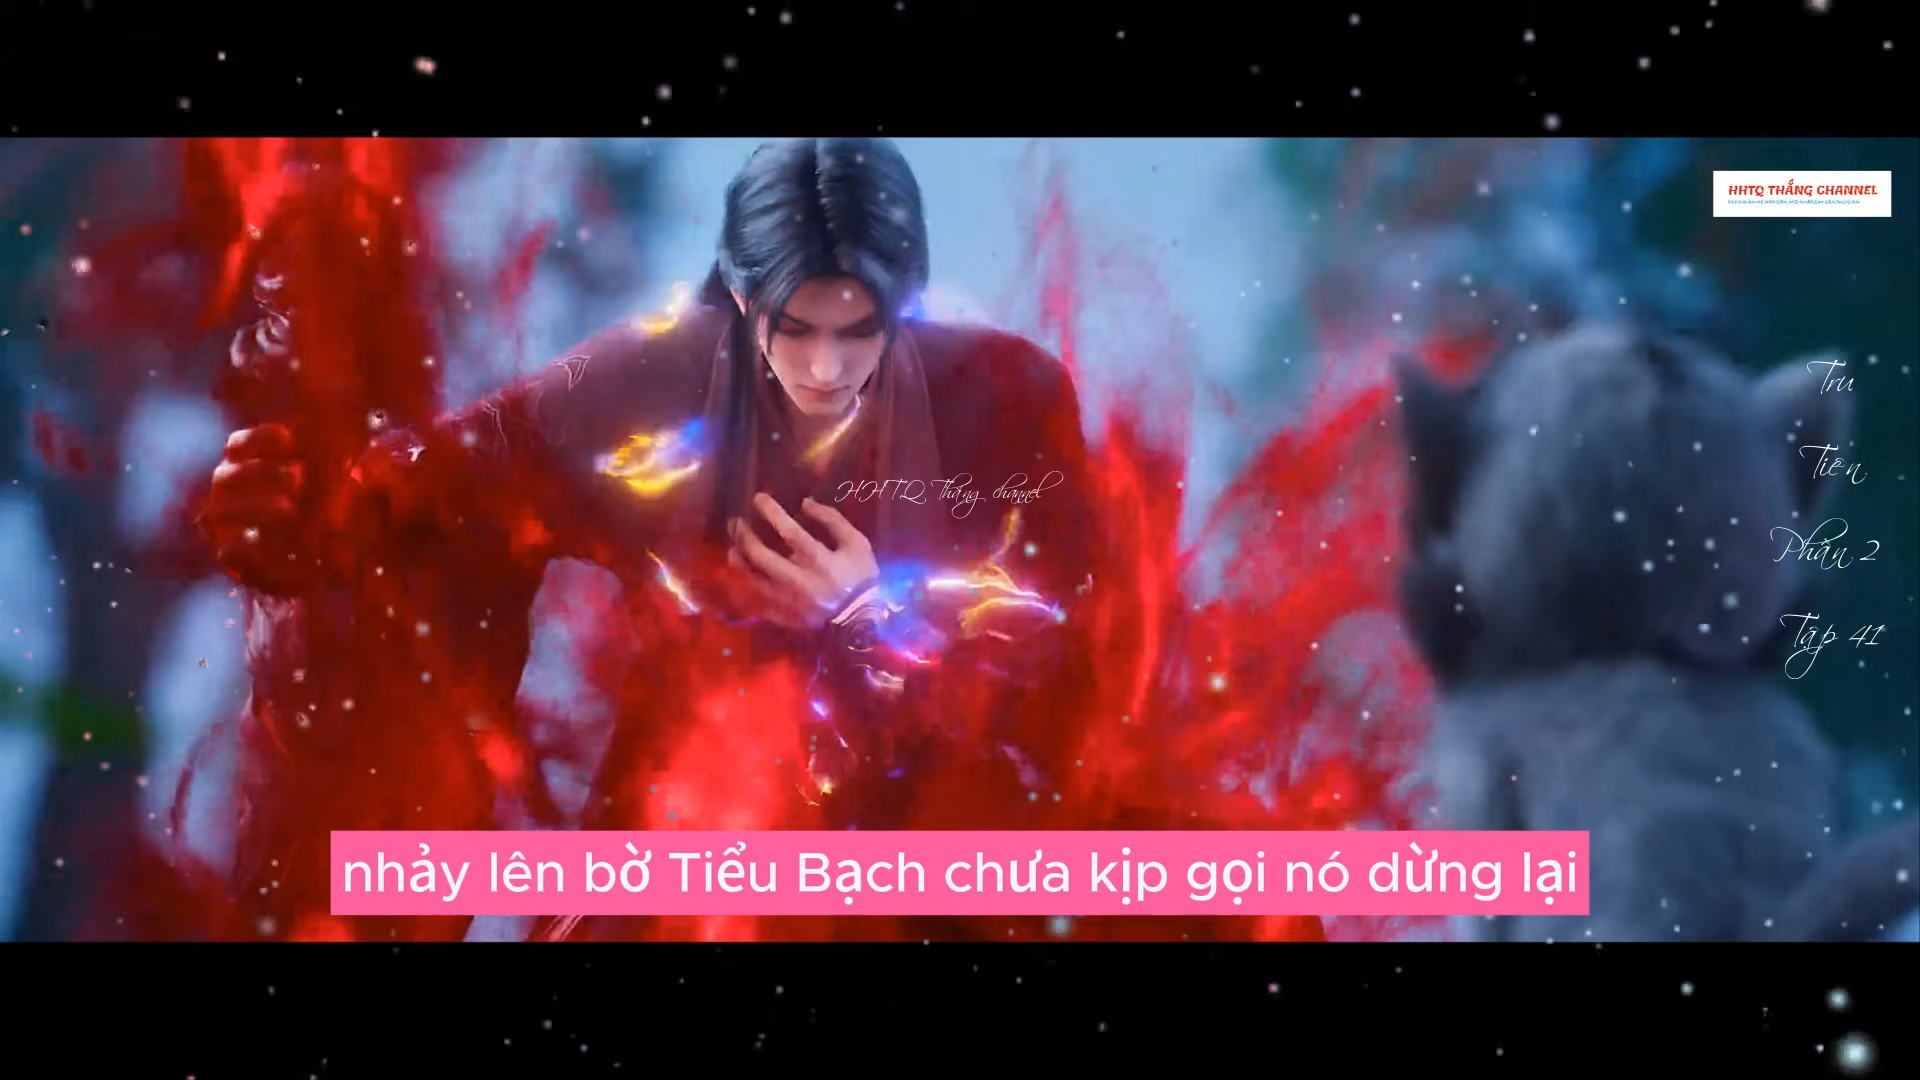 HHTQ THẮNG CHANNEL
Tru
Tiên
HHTQ Thắng channel
Phần 2
Tập 41
nhảy lên bờ Tiểu Bạch chưa kịp gọi nó dừng lại